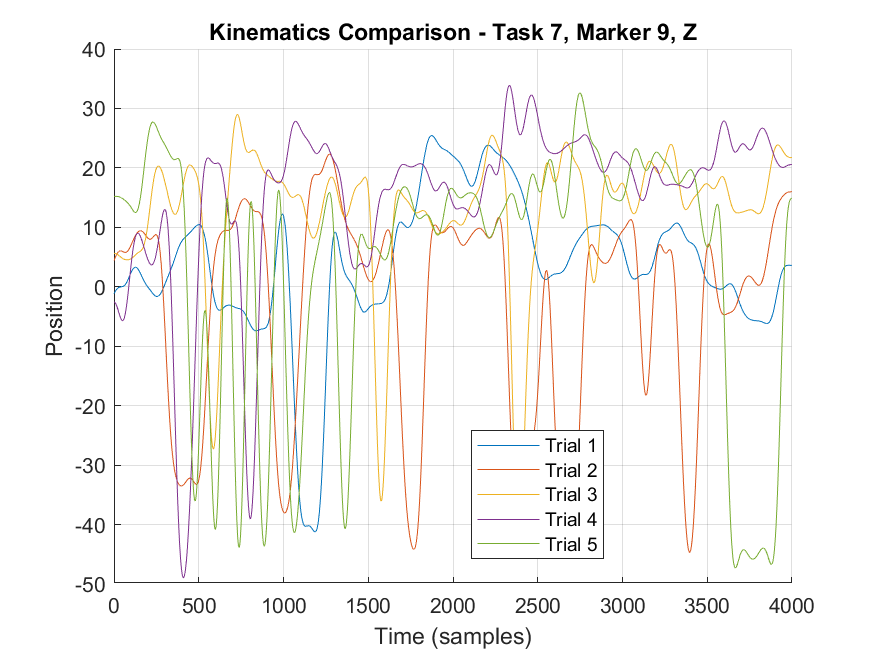 Kinematics Comparison - Task 7, Marker 9, Z
40
30
20
10
0
-10
-20
-30
-40
-50
Position
Trial 1
Trial 2
Trial 3
Trial 4
Trial 5
0 500 1000 1500 2000 2500 3000 3500 4000
Time (samples)